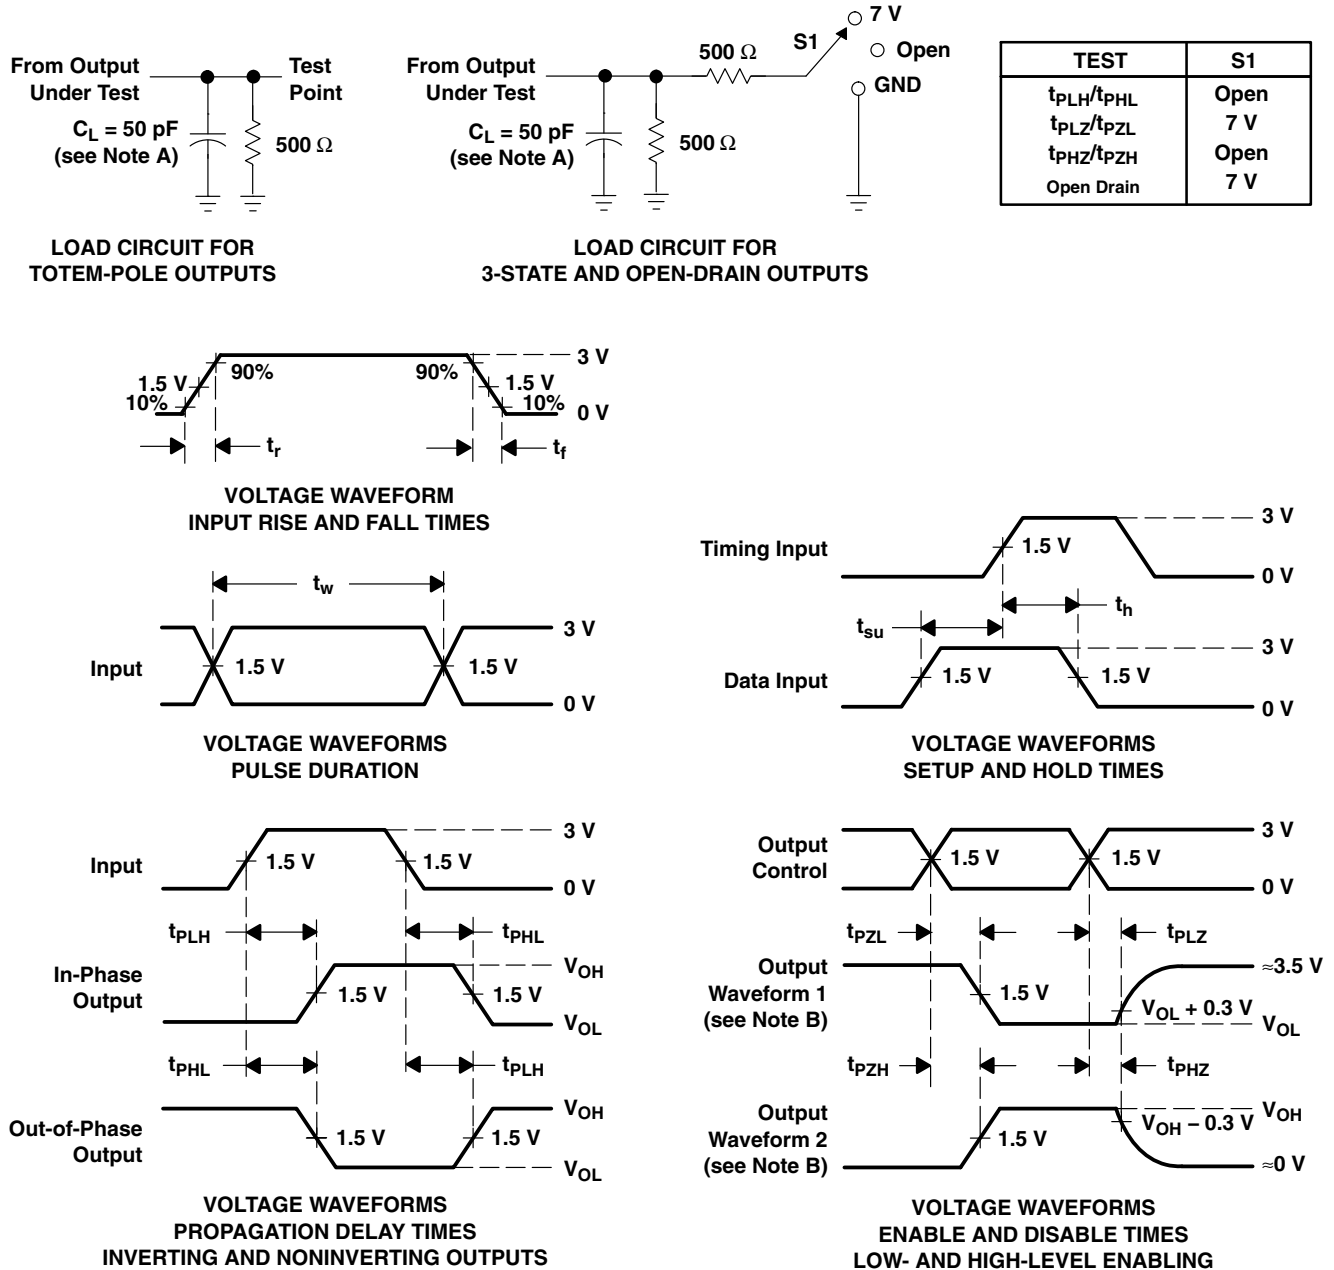 From Output
Under Test
Test
Point
C_L = 50 pF
(see Note A)
500 Ω
LOAD CIRCUIT FOR
TOTEM-POLE OUTPUTS
From Output
Under Test
C_L = 50 pF
(see Note A)
500 Ω
500 Ω
S1
7 V
Open
GND
LOAD CIRCUIT FOR
3-STATE AND OPEN-DRAIN OUTPUTS
TEST S1
t_PLH/t_PHL Open
t_PLZ/t_PZL 7 V
t_PHZ/t_PZH Open
Open Drain 7 V
3 V
90% 90%
1.5 V 1.5 V
10% 10%
0 V
t_r t_f
VOLTAGE WAVEFORM
INPUT RISE AND FALL TIMES
t_w
3 V
Input 1.5 V 1.5 V
0 V
VOLTAGE WAVEFORMS
PULSE DURATION
3 V
Timing Input 1.5 V
0 V
t_h
t_su
3 V
Data Input 1.5 V 1.5 V
0 V
VOLTAGE WAVEFORMS
SETUP AND HOLD TIMES
3 V
Input 1.5 V 1.5 V
0 V
t_PLH t_PHL
In-Phase
Output
V_OH
1.5 V 1.5 V
V_OL
t_PHL t_PLH
Out-of-Phase
Output
V_OH
1.5 V 1.5 V
V_OL
VOLTAGE WAVEFORMS
PROPAGATION DELAY TIMES
INVERTING AND NONINVERTING OUTPUTS
Output
Control
3 V
1.5 V 1.5 V
0 V
t_PZL t_PLZ
Output
Waveform 1
(see Note B)
≈3.5 V
1.5 V V_OL + 0.3 V
V_OL
t_PZH t_PHZ
Output
Waveform 2
(see Note B)
V_OH
1.5 V V_OH − 0.3 V
≈0 V
VOLTAGE WAVEFORMS
ENABLE AND DISABLE TIMES
LOW- AND HIGH-LEVEL ENABLING